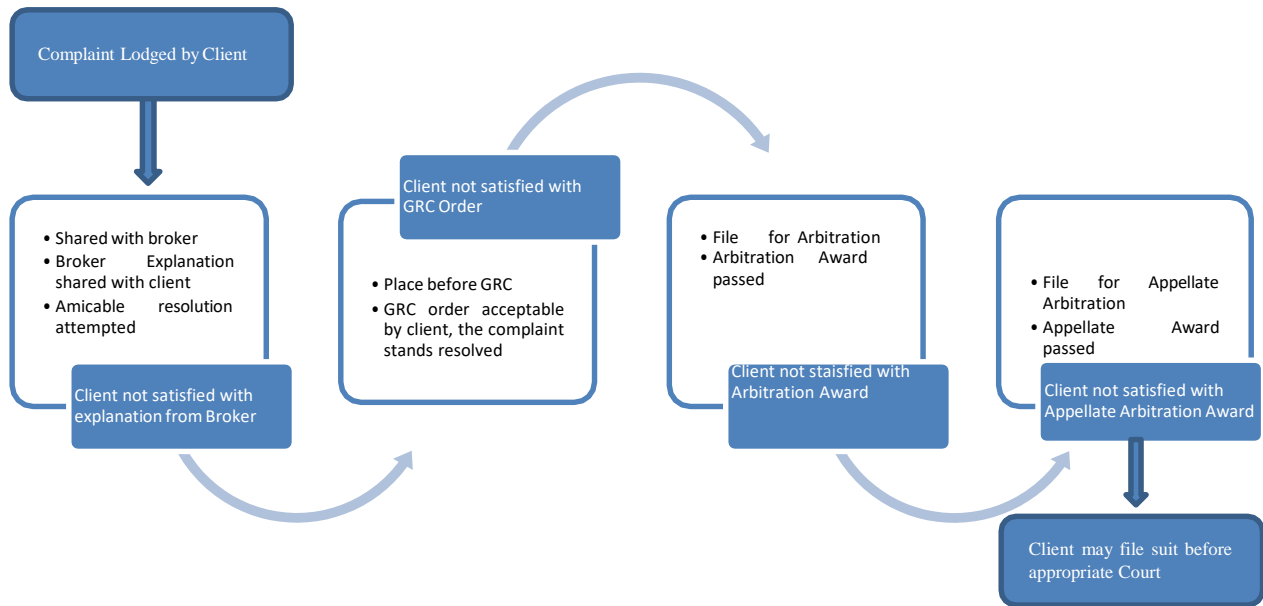 Complaint Lodged by Client
• Shared with broker
• Broker Explanation
shared with client
• Amicable resolution
attempted
Client not satisfied with
explanation from Broker
Client not satisfied with
GRC Order
• Place before GRC
• GRC order acceptable
by client, the complaint
stands resolved
• File for Arbitration
• Arbitration Award
passed
Client not staisfied with
Arbitration Award
• File for Appellate
Arbitration
• Appellate Award
passed
Client not satisfied with
Appellate Arbitration Award
Client may file suit before
appropriate Court